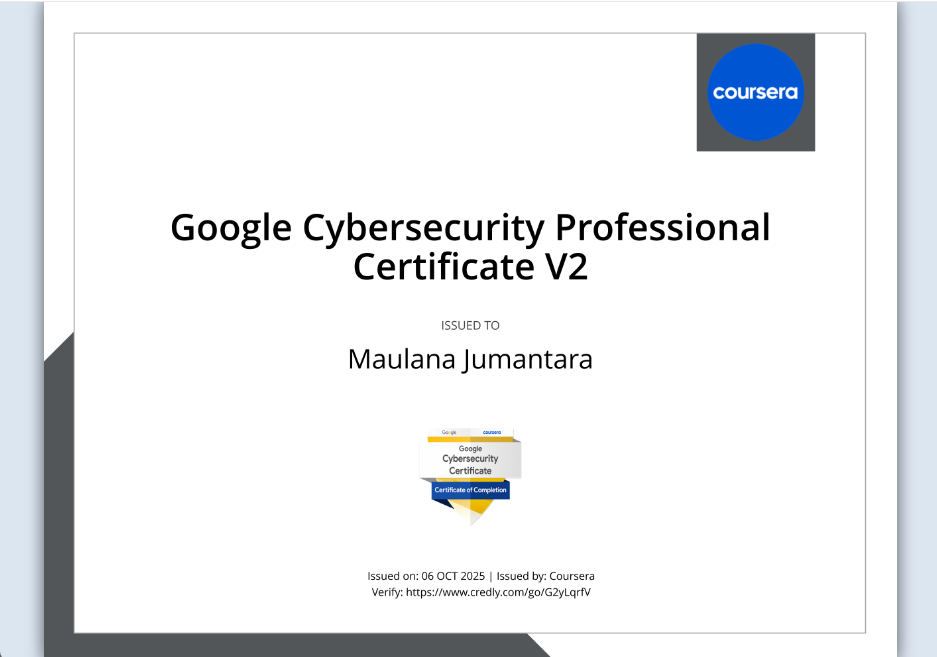 coursera
Google Cybersecurity Professional
Certificate V2
ISSUED TO
Maulana Jumantara
Google coursera
Google
Cybersecurity
Certificate
Certificate of Completion
Issued on: 06 OCT 2025 | Issued by: Coursera
Verify: https://www.credly.com/go/G2yLqrfV